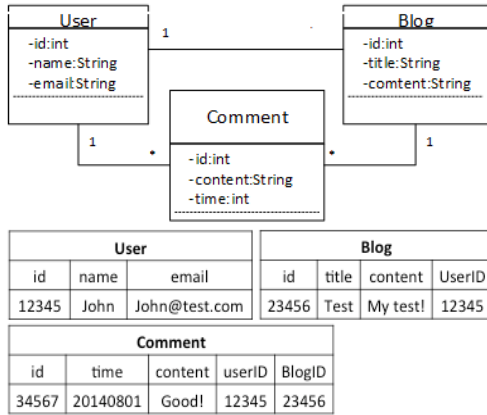 User
-id:int
-name:String
-email:String
1
Blog
-id:int
-title:String
-comtent:String
Comment
-id:int
-content:String
-time: int
1
*
*
1
User
id name email
12345 John John@test.com
Blog
id title content UserID
23456 Test My test! 12345
Comment
id time content userID BlogID
34567 20140801 Good! 12345 23456